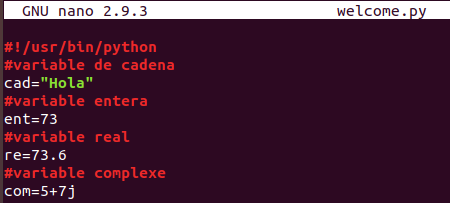 GNU nano 2.9.3 welcome.py
#!/usr/bin/python
#variable de cadena
cad="Hola"
#variable entera
ent=73
#variable real
re=73.6
#variable complexe
com=5+7j